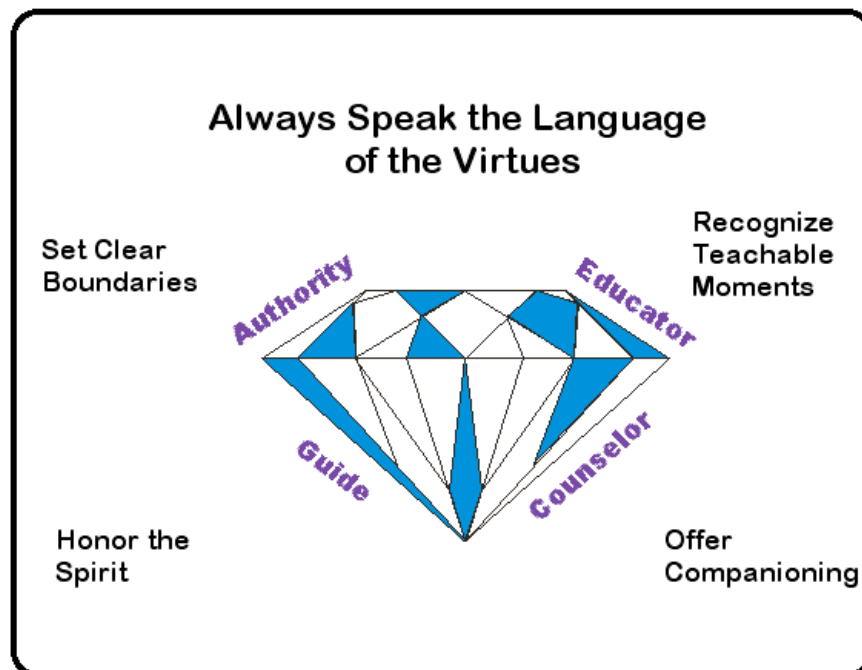 Always Speak the Language
of the Virtues
Set Clear
Boundaries
Authority
Educator
Recognize
Teachable
Moments
Guide
Counselor
Honor the
Spirit
Offer
Companioning